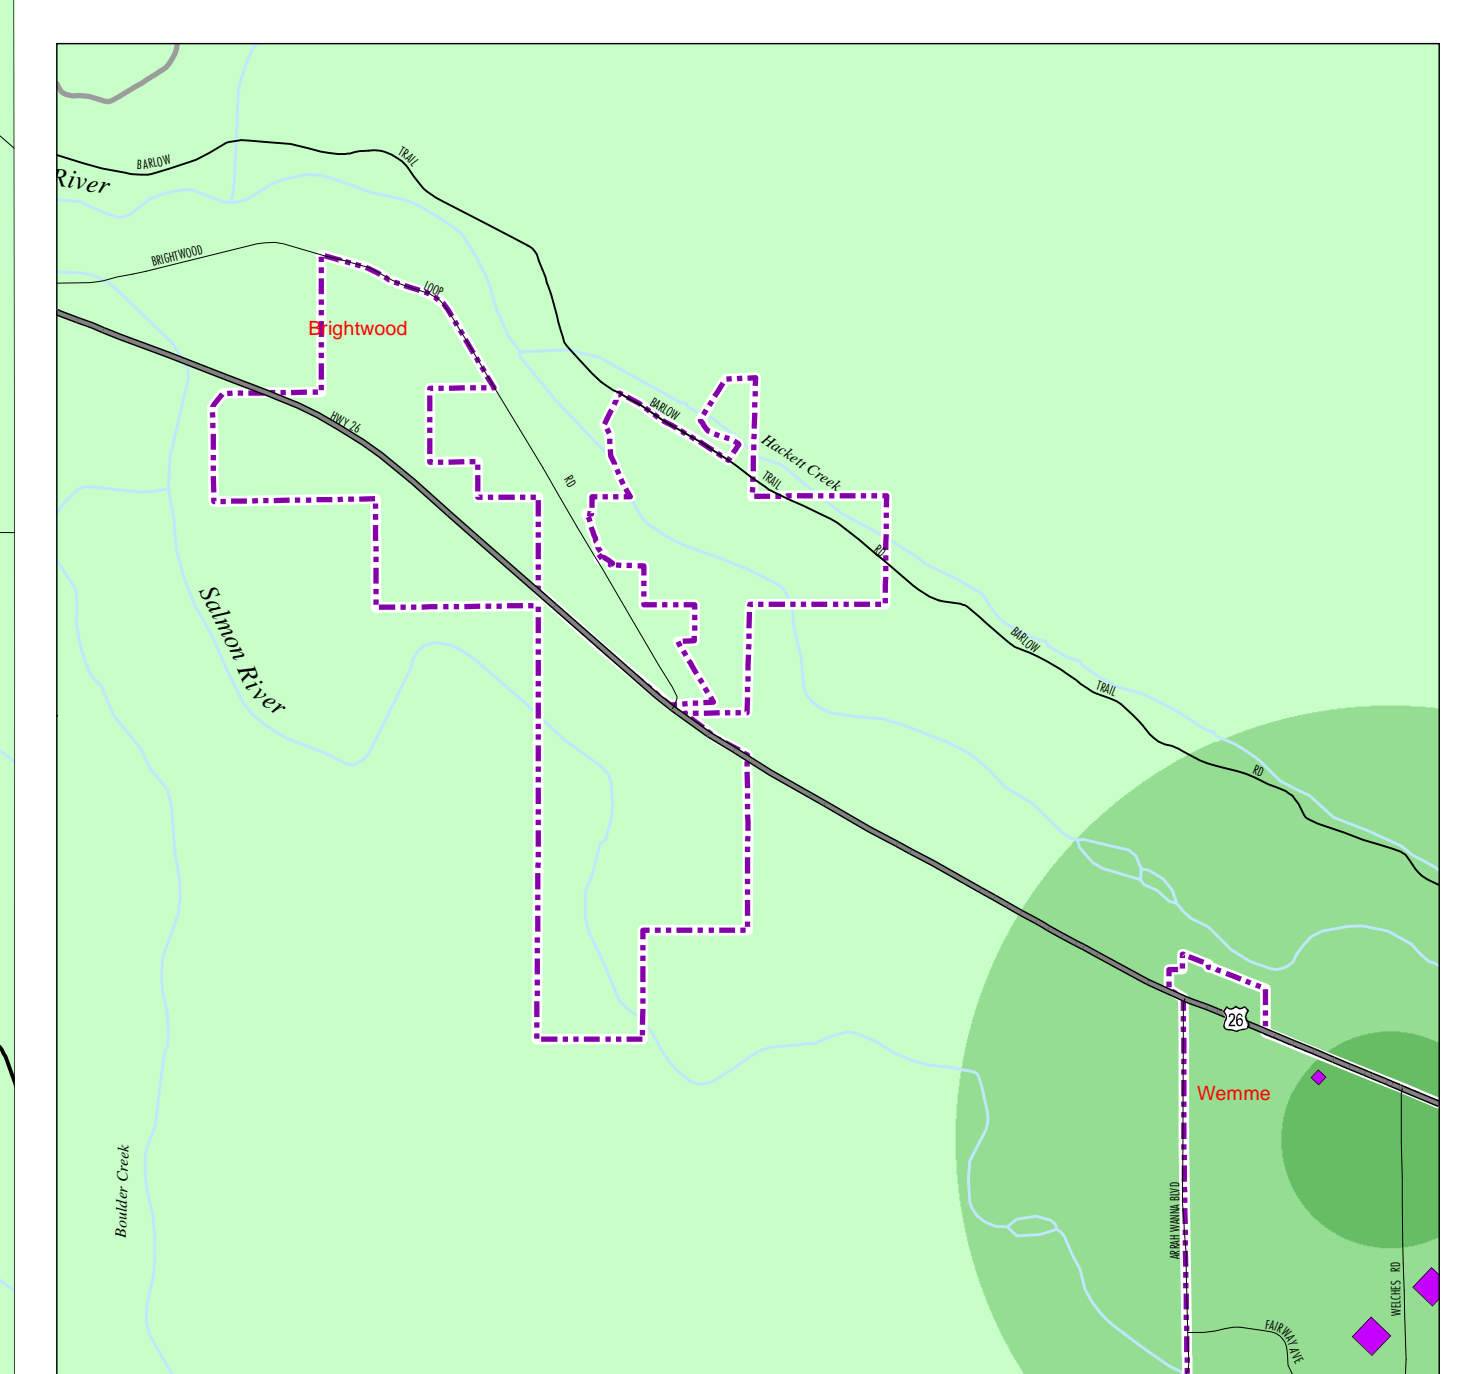 BARLOW
TRAIL
River
BRIGHTWOOD
LOOP
Brightwood
HWY 26
BARLOW
Hackett Creek
TRAIL
RD
RD
Salmon River
BARLOW
TRAIL
RD
26
Wemme
Boulder Creek
ARRAH WANNA BLVD
WELCHES RD
FAIRWAY AVE